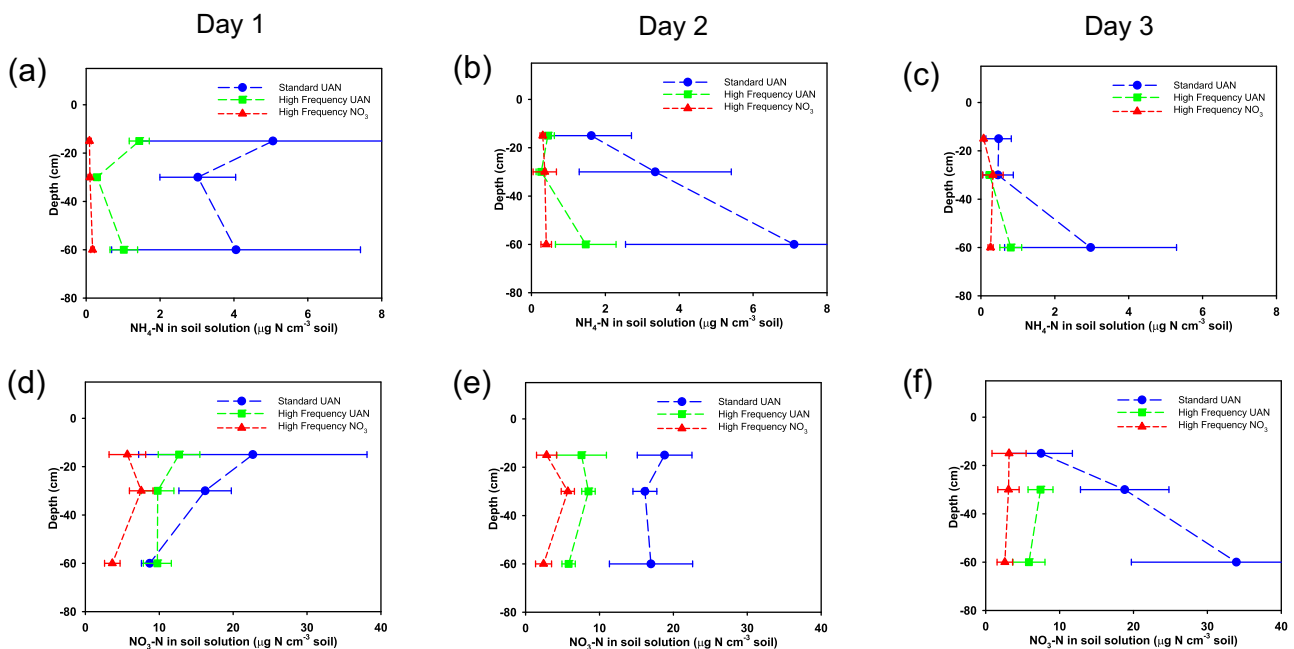 Day 1
Day 2
Day 3
(a)
Standard UAN
High Frequency UAN
High Frequency NO3
0
-20
-40
-60
-80
Depth (cm)
0 2 4 6 8
NH4-N in soil solution (μg N cm-3 soil)
(b)
Standard UAN
High Frequency UAN
High Frequency NO3
0
-20
-40
-60
-80
Depth (cm)
0 2 4 6 8
NH4-N in soil solution (μg N cm-3 soil)
(c)
Standard UAN
High Frequency UAN
High Frequency NO3
0
-20
-40
-60
-80
Depth (cm)
0 2 4 6 8
NH4-N in soil solution (μg N cm-3 soil)
(d)
Standard UAN
High Frequency UAN
High Frequency NO3
0
-20
-40
-60
-80
Depth (cm)
0 10 20 30 40
NO3-N in soil solution (μg N cm-3 soil)
(e)
Standard UAN
High Frequency UAN
High Frequency NO3
0
-20
-40
-60
-80
Depth (cm)
0 10 20 30 40
NO3-N in soil solution (μg N cm-3 soil)
(f)
Standard UAN
High Frequency UAN
High Frequency NO3
0
-20
-40
-60
-80
Depth (cm)
0 10 20 30 40
NO3-N in soil solution (μg N cm-3 soil)